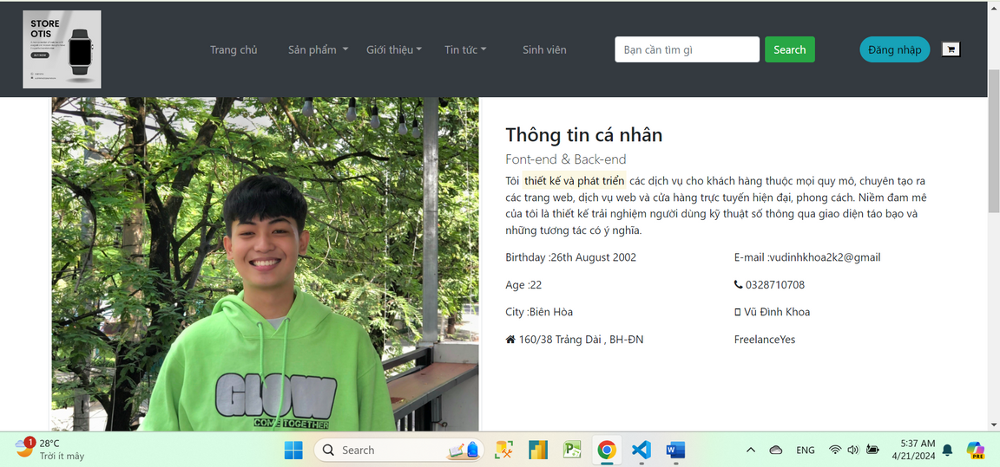 STORE
OTIS
Trang chủ
Sản phẩm
Giới thiệu
Tin tức
Sinh viên
Bạn cần tìm gì
Search
Đăng nhập
Thông tin cá nhân
Font-end & Back-end
Tôi thiết kế và phát triển các dịch vụ cho khách hàng thuộc mọi quy mô, chuyên tạo ra
các trang web, dịch vụ web và cửa hàng trực tuyến hiện đại, phong cách. Niềm đam mê
của tôi là thiết kế trải nghiệm người dùng kỹ thuật số thông qua giao diện táo bạo và
những tương tác có ý nghĩa.
Birthday :26th August 2002
E-mail :vudinhkhoa2k2@gmail
Age :22
0328710708
City :Biên Hòa
Vũ Đình Khoa
160/38 Trảng Dài , BH-ĐN
FreelanceYes
GLOW
COME TOGETHER
1
28°C
Trời ít mây
Search
ENG
5:37 AM
4/21/2024
PRE